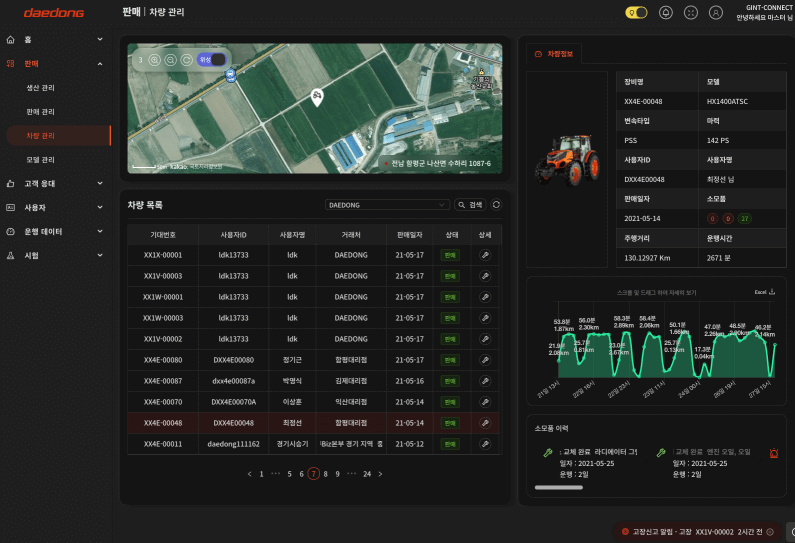 daedong
판매 | 차량 관리
GINT-CONNECT
안녕하세요 마스터 님
홈
판매
생산 관리
판매 관리
차량 관리
모델 관리
고객 응대
사용자
운행 데이터
시험
3
위성
50m kakao
전남 함평군 나산면 수하리 1087-6
차량 목록
DAEDONG
검색
기대번호 사용자ID 사용자명 거래처 판매일자 상태 상세
XX1X-00001 ldk13733 ldk DAEDONG 21-05-17 판매
XX1V-00003 ldk13733 ldk DAEDONG 21-05-17 판매
XX1W-00001 ldk13733 ldk DAEDONG 21-05-17 판매
XX1W-00003 ldk13733 ldk DAEDONG 21-05-17 판매
XX1V-00002 ldk13733 ldk DAEDONG 21-05-17 판매
XX4E-00080 DXX4E00080 정기근 함평대리점 21-05-17 판매
XX4E-00087 dxx4e00087a 박명식 김제대리점 21-05-16 판매
XX4E-00070 DXX4E00070A 이상훈 익산대리점 21-05-14 판매
XX4E-00048 DXX4E00048 최정선 함평대리점 21-05-14 판매
XX4E-00011 daedong111162 경기시승기 Biz본부 경기 지역 21-05-12 판매
< 1 ··· 5 6 7 8 9 ··· 24 >
차량정보
장비명 모델
XX4E-00048 HX1400ATSC
변속타입 마력
PSS 142 PS
사용자ID 사용자명
DXX4E00048 최정선 님
판매일자 소모품
2021-05-14 0 0 27
주행거리 운행시간
130.12927 Km 2671 분
스크롤 및 드래그 하여 자세히 보기
Excel
53.8분 56.0분 58.3분 58.4분 50.1분 47.0분 48.5분 46.2분
1.87km 2.30km 2.89km 2.06km 1.66km 2.26km 2.00km 2.14km
21.9분 25.7분 23.0분 25.7분 17.3분
2.08km 0.81km 2.67km 0.13km 0.04km
21일 13시 22일 16시 22일 23시 23일 11시 24일 00시 26일 19시 27일 15시
소모품 이력
: 교체 완료 라디에이터 그
일자 : 2021-05-25
운행 : 2일
교체 완료 엔진 오일, 오일
일자 : 2021-05-25
운행 : 2일
고장신고 알림 - 고장 XX1V-00002 2시간 전